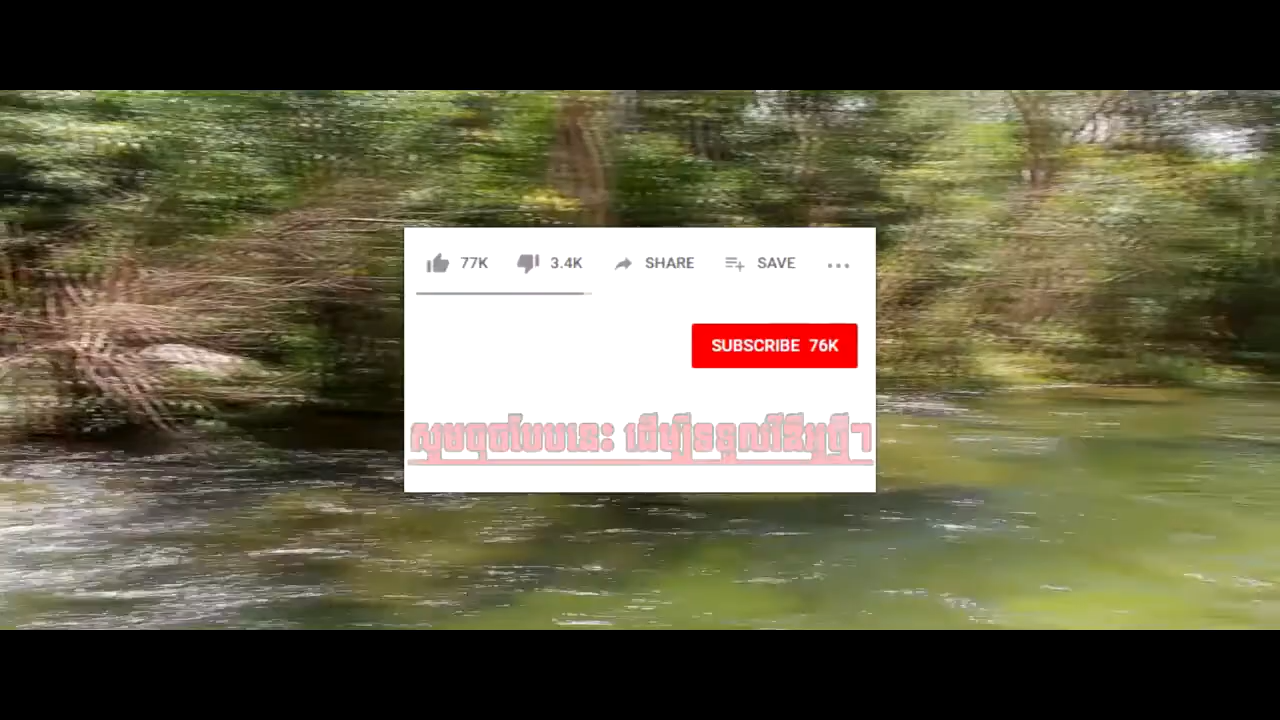 77K 3.4K SHARE SAVE
SUBSCRIBE 76K
សូមចុចបែបនេះ ដើម្បីទទួលវីដីអូថ្មីៗ